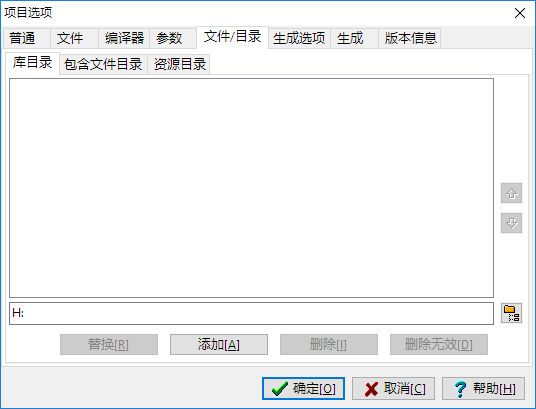 项目选项
普通 文件 编译器 参数 文件/目录 生成选项 生成 版本信息
库目录 包含文件目录 资源目录
H:
替换[R] 添加[A] 删除[I] 删除无效[D]
确定[O] 取消[C] 帮助[H]